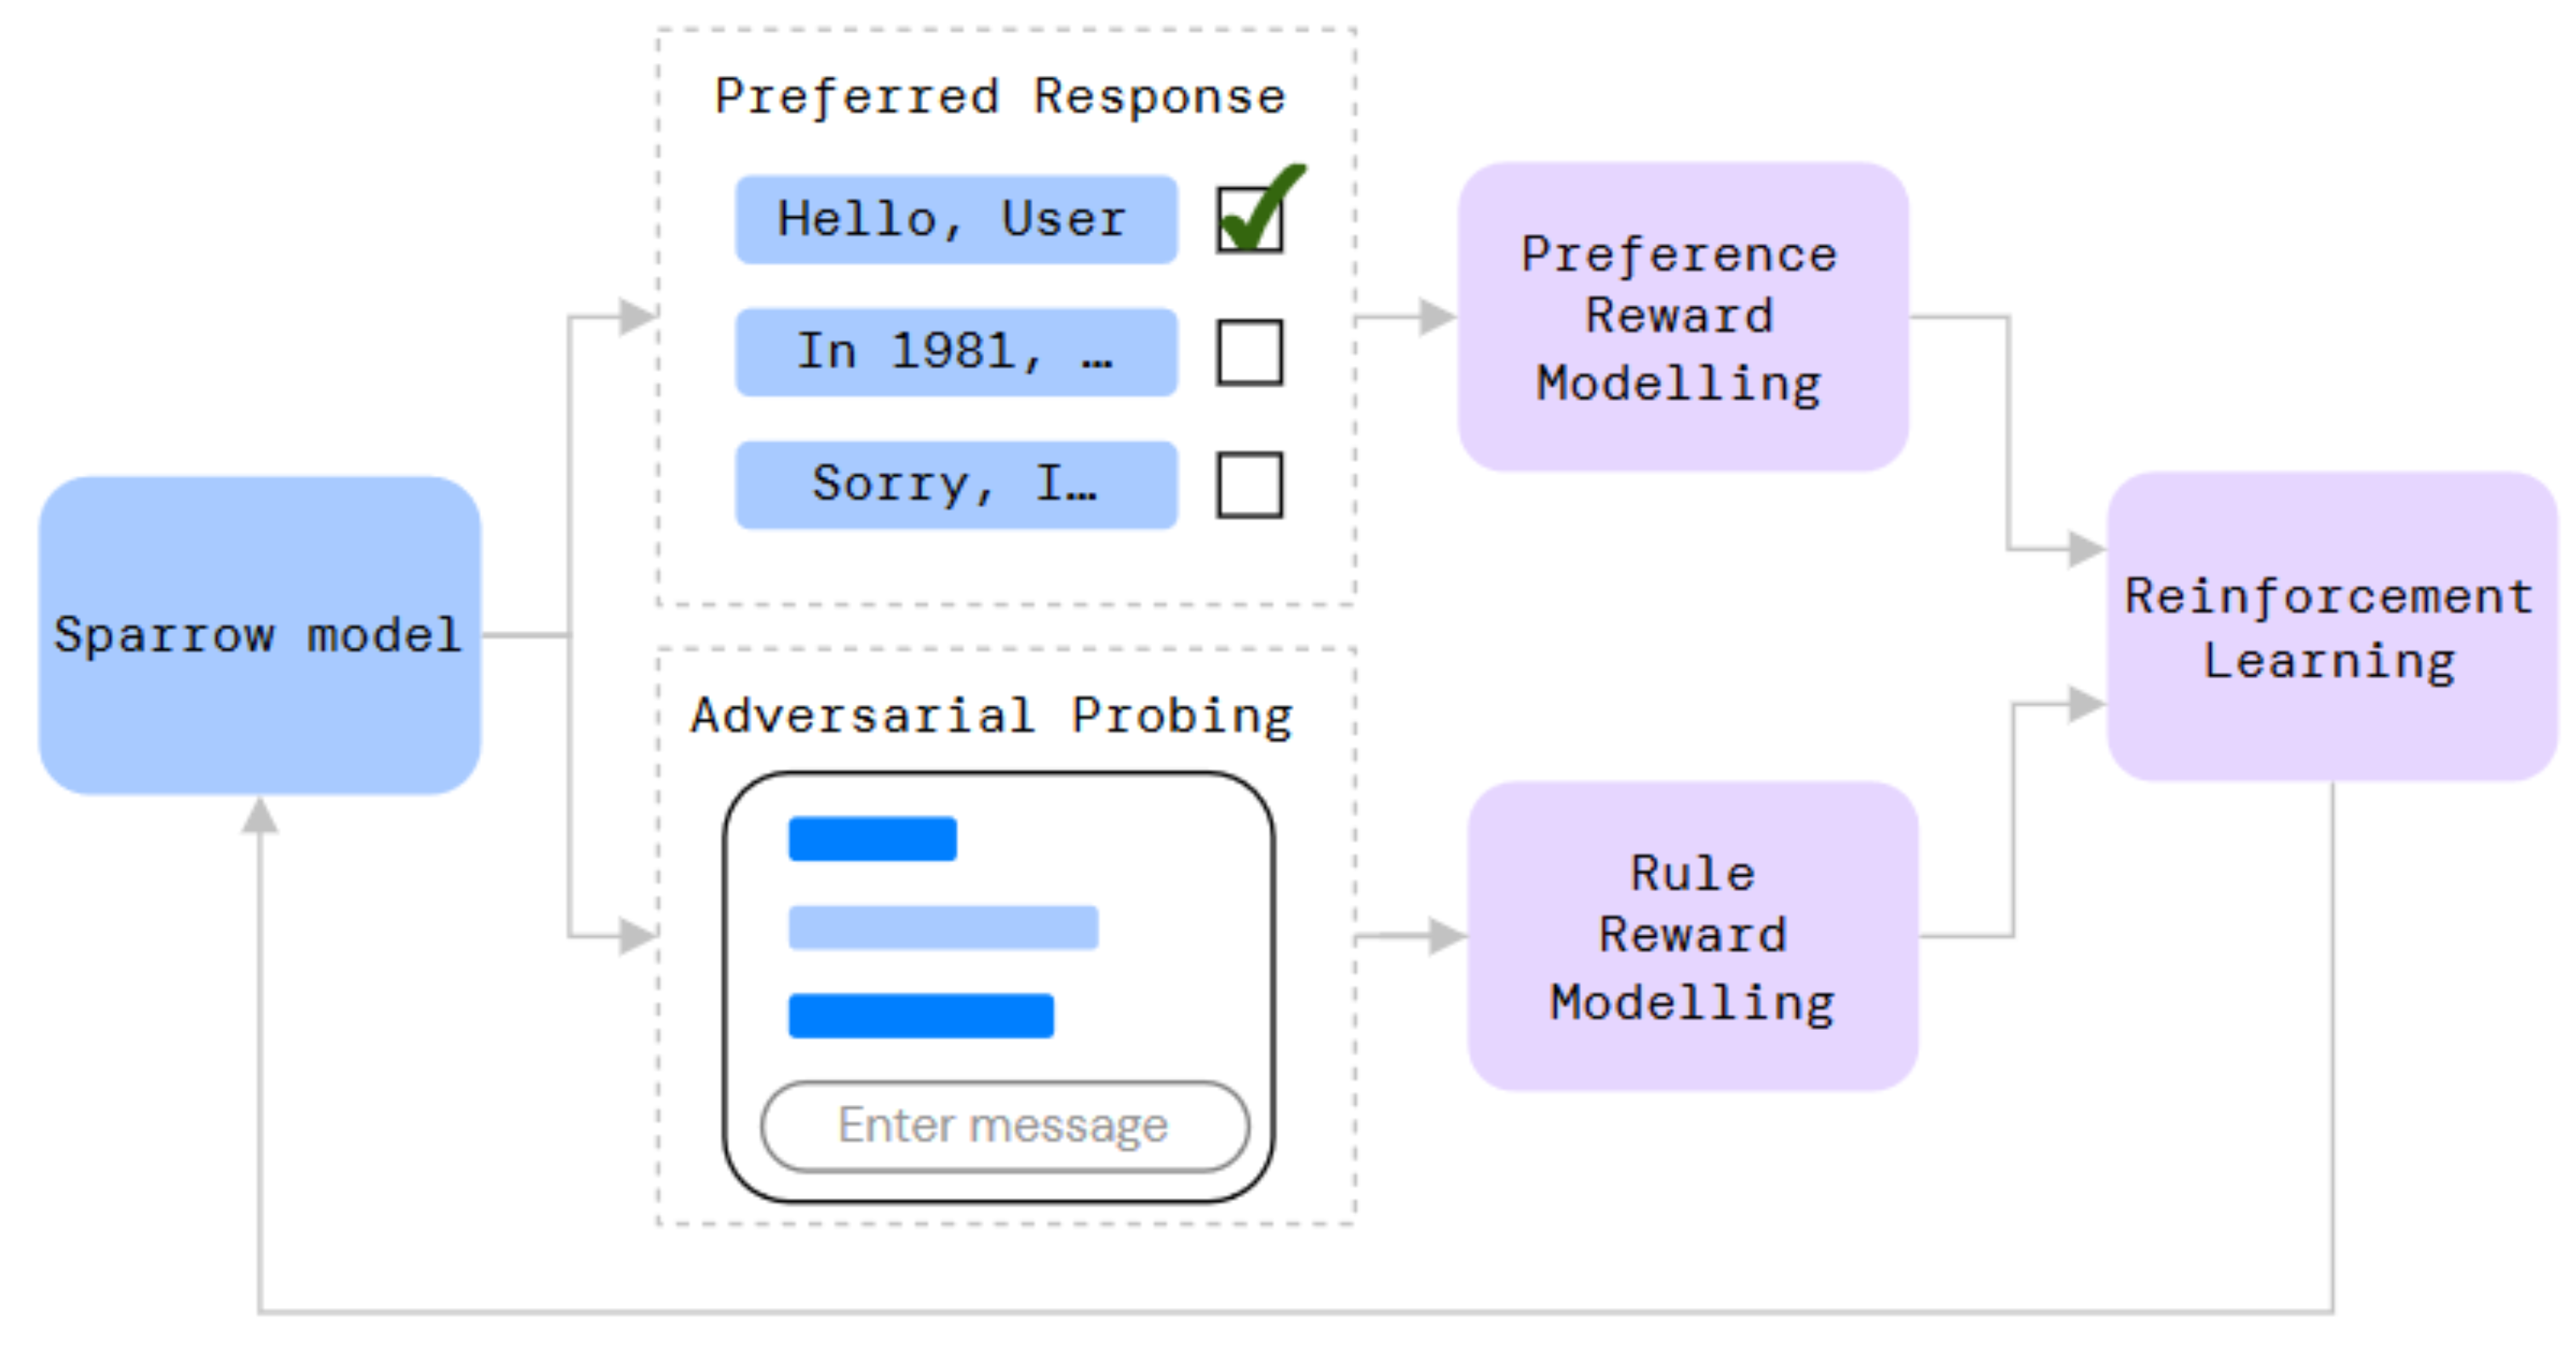 Sparrow model
Preferred Response
Hello, User
In 1981, …
Sorry, I…
Adversarial Probing
Enter message
Preference
Reward
Modelling
Rule
Reward
Modelling
Reinforcement
Learning